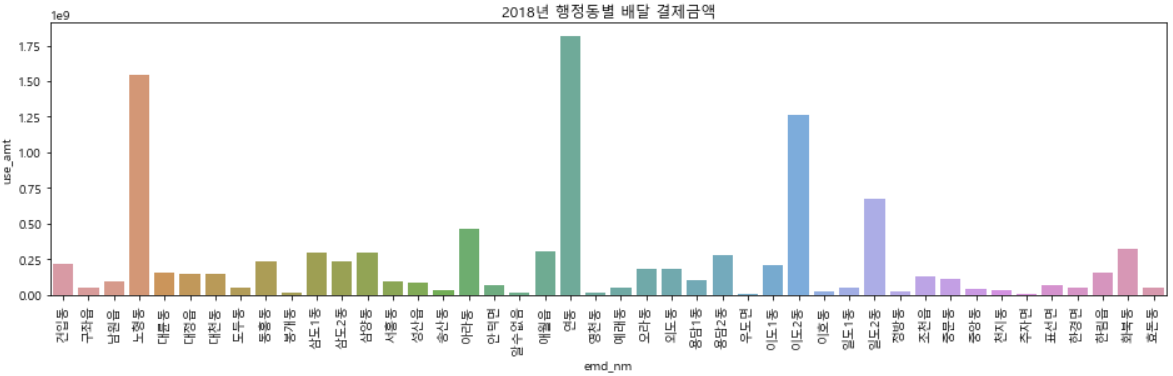 2018년 행정동별 배달 결제금액
1e9
1.75
1.50
1.25
1.00
0.75
0.50
0.25
0.00
use_amt
건입동
구좌읍
남원읍
노형동
대륜동
대정읍
대천동
도두동
동홍동
봉개동
삼도1동
삼도2동
삼양동
서홍동
성산읍
송산동
아라동
안덕면
알수없음
애월읍
연동
영천동
예래동
오라동
외도동
용담1동
용담2동
우도면
이도1동
이도2동
이호동
일도1동
일도2동
정방동
조천읍
중문동
중앙동
천지동
추자면
표선면
한경면
한림읍
화북동
효돈동
emd_nm